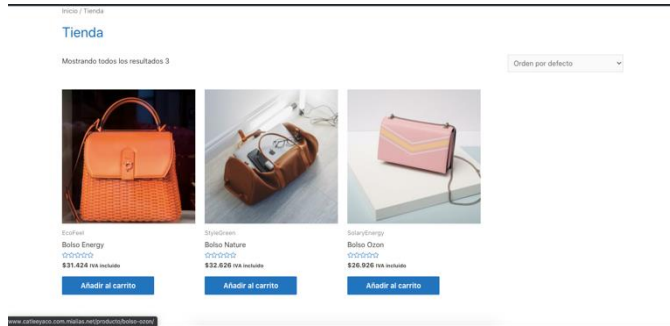 Inicio / Tienda
Tienda
Mostrando todos los resultados 3
Orden por defecto
EcoFeel
Bolso Energy
$31.424 IVA incluido
Añadir al carrito
StyleGreen
Bolso Nature
$32.626 IVA incluido
Añadir al carrito
SolaryEnergy
Bolso Ozon
$26.926 IVA incluido
Añadir al carrito